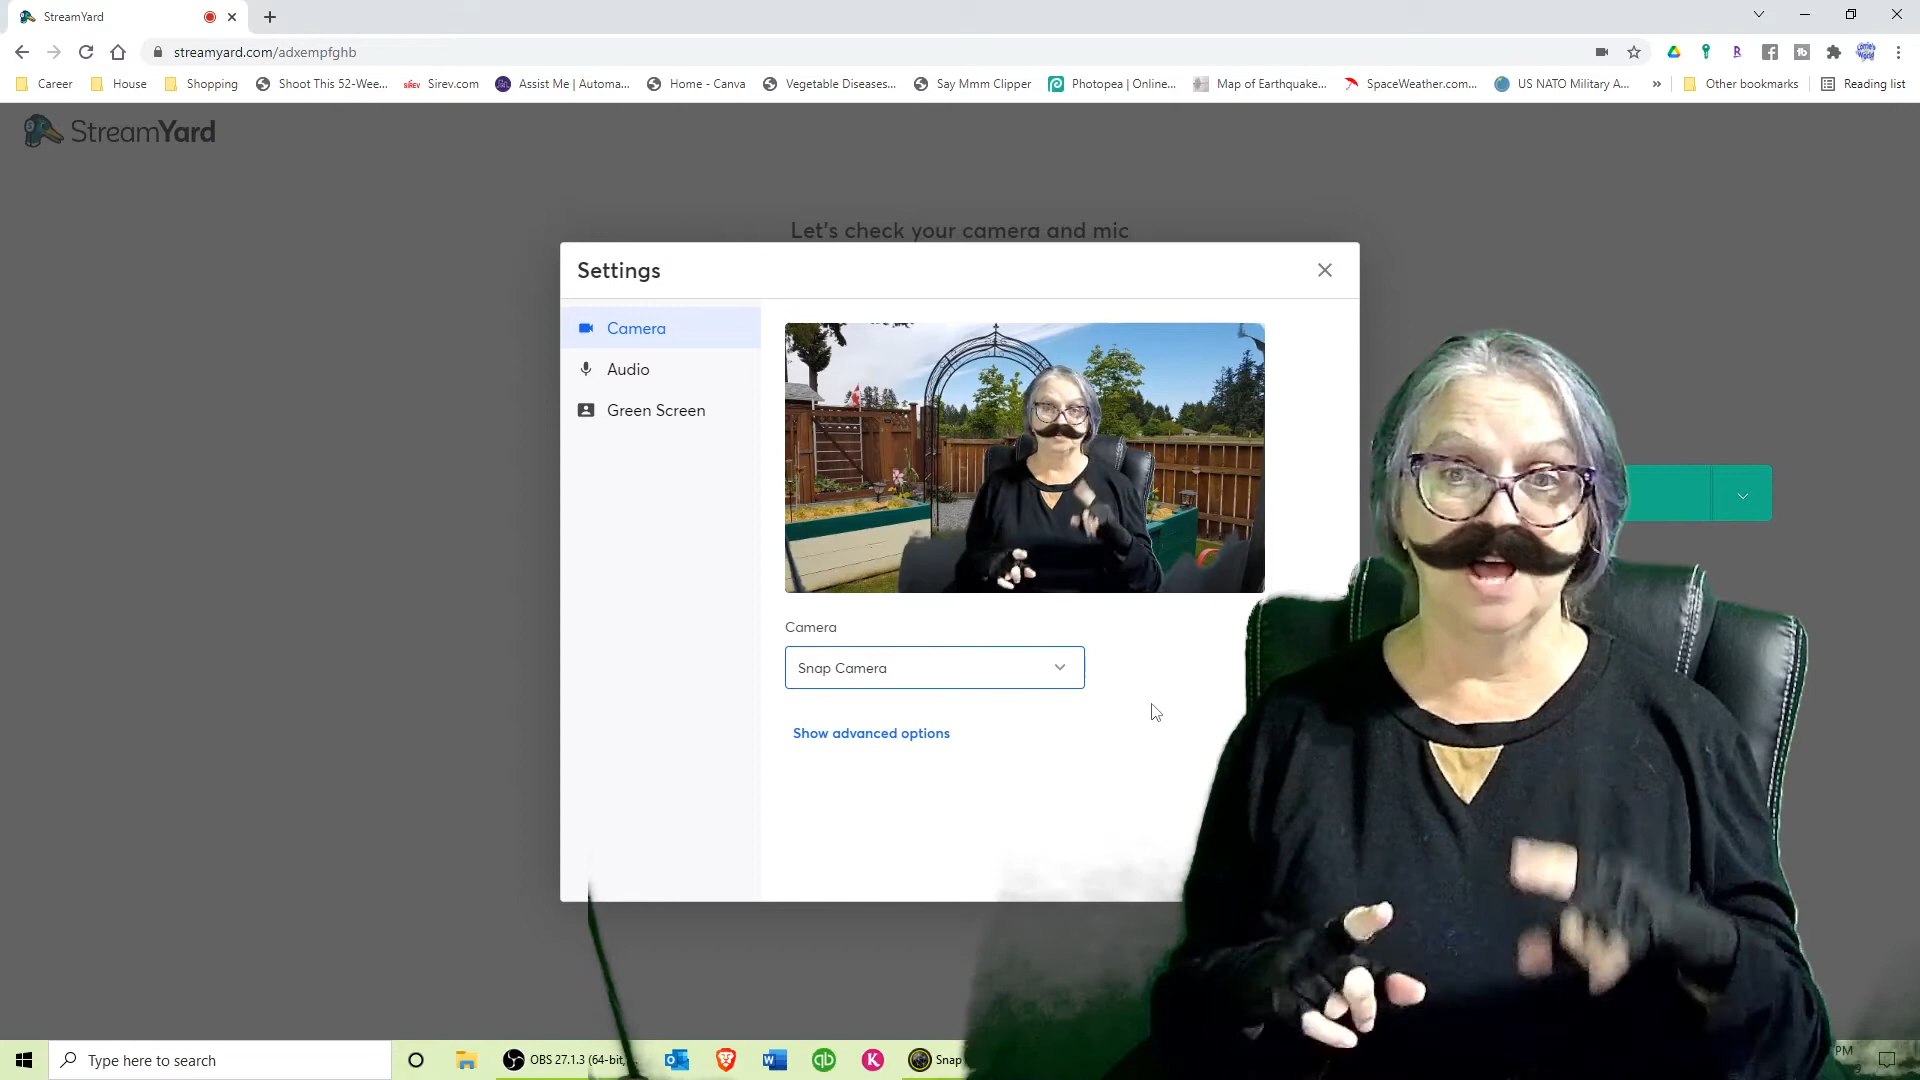 StreamYard
streamyard.com/adxempfghb
Career
House
Shopping
Shoot This 52-Wee...
sirev
Sirev.com
Assist Me | Automa...
Home - Canva
Vegetable Diseases...
Say Mmm Clipper
Photopea | Online...
Map of Earthquake...
SpaceWeather.com...
US NATO Military A...
»
Other bookmarks
Reading list
StreamYard
Let's check your camera and mic
Settings
Camera
Audio
Green Screen
Camera
Snap Camera
Show advanced options
Type here to search
OBS 27.1.3 (64-bit,
Snap
PM